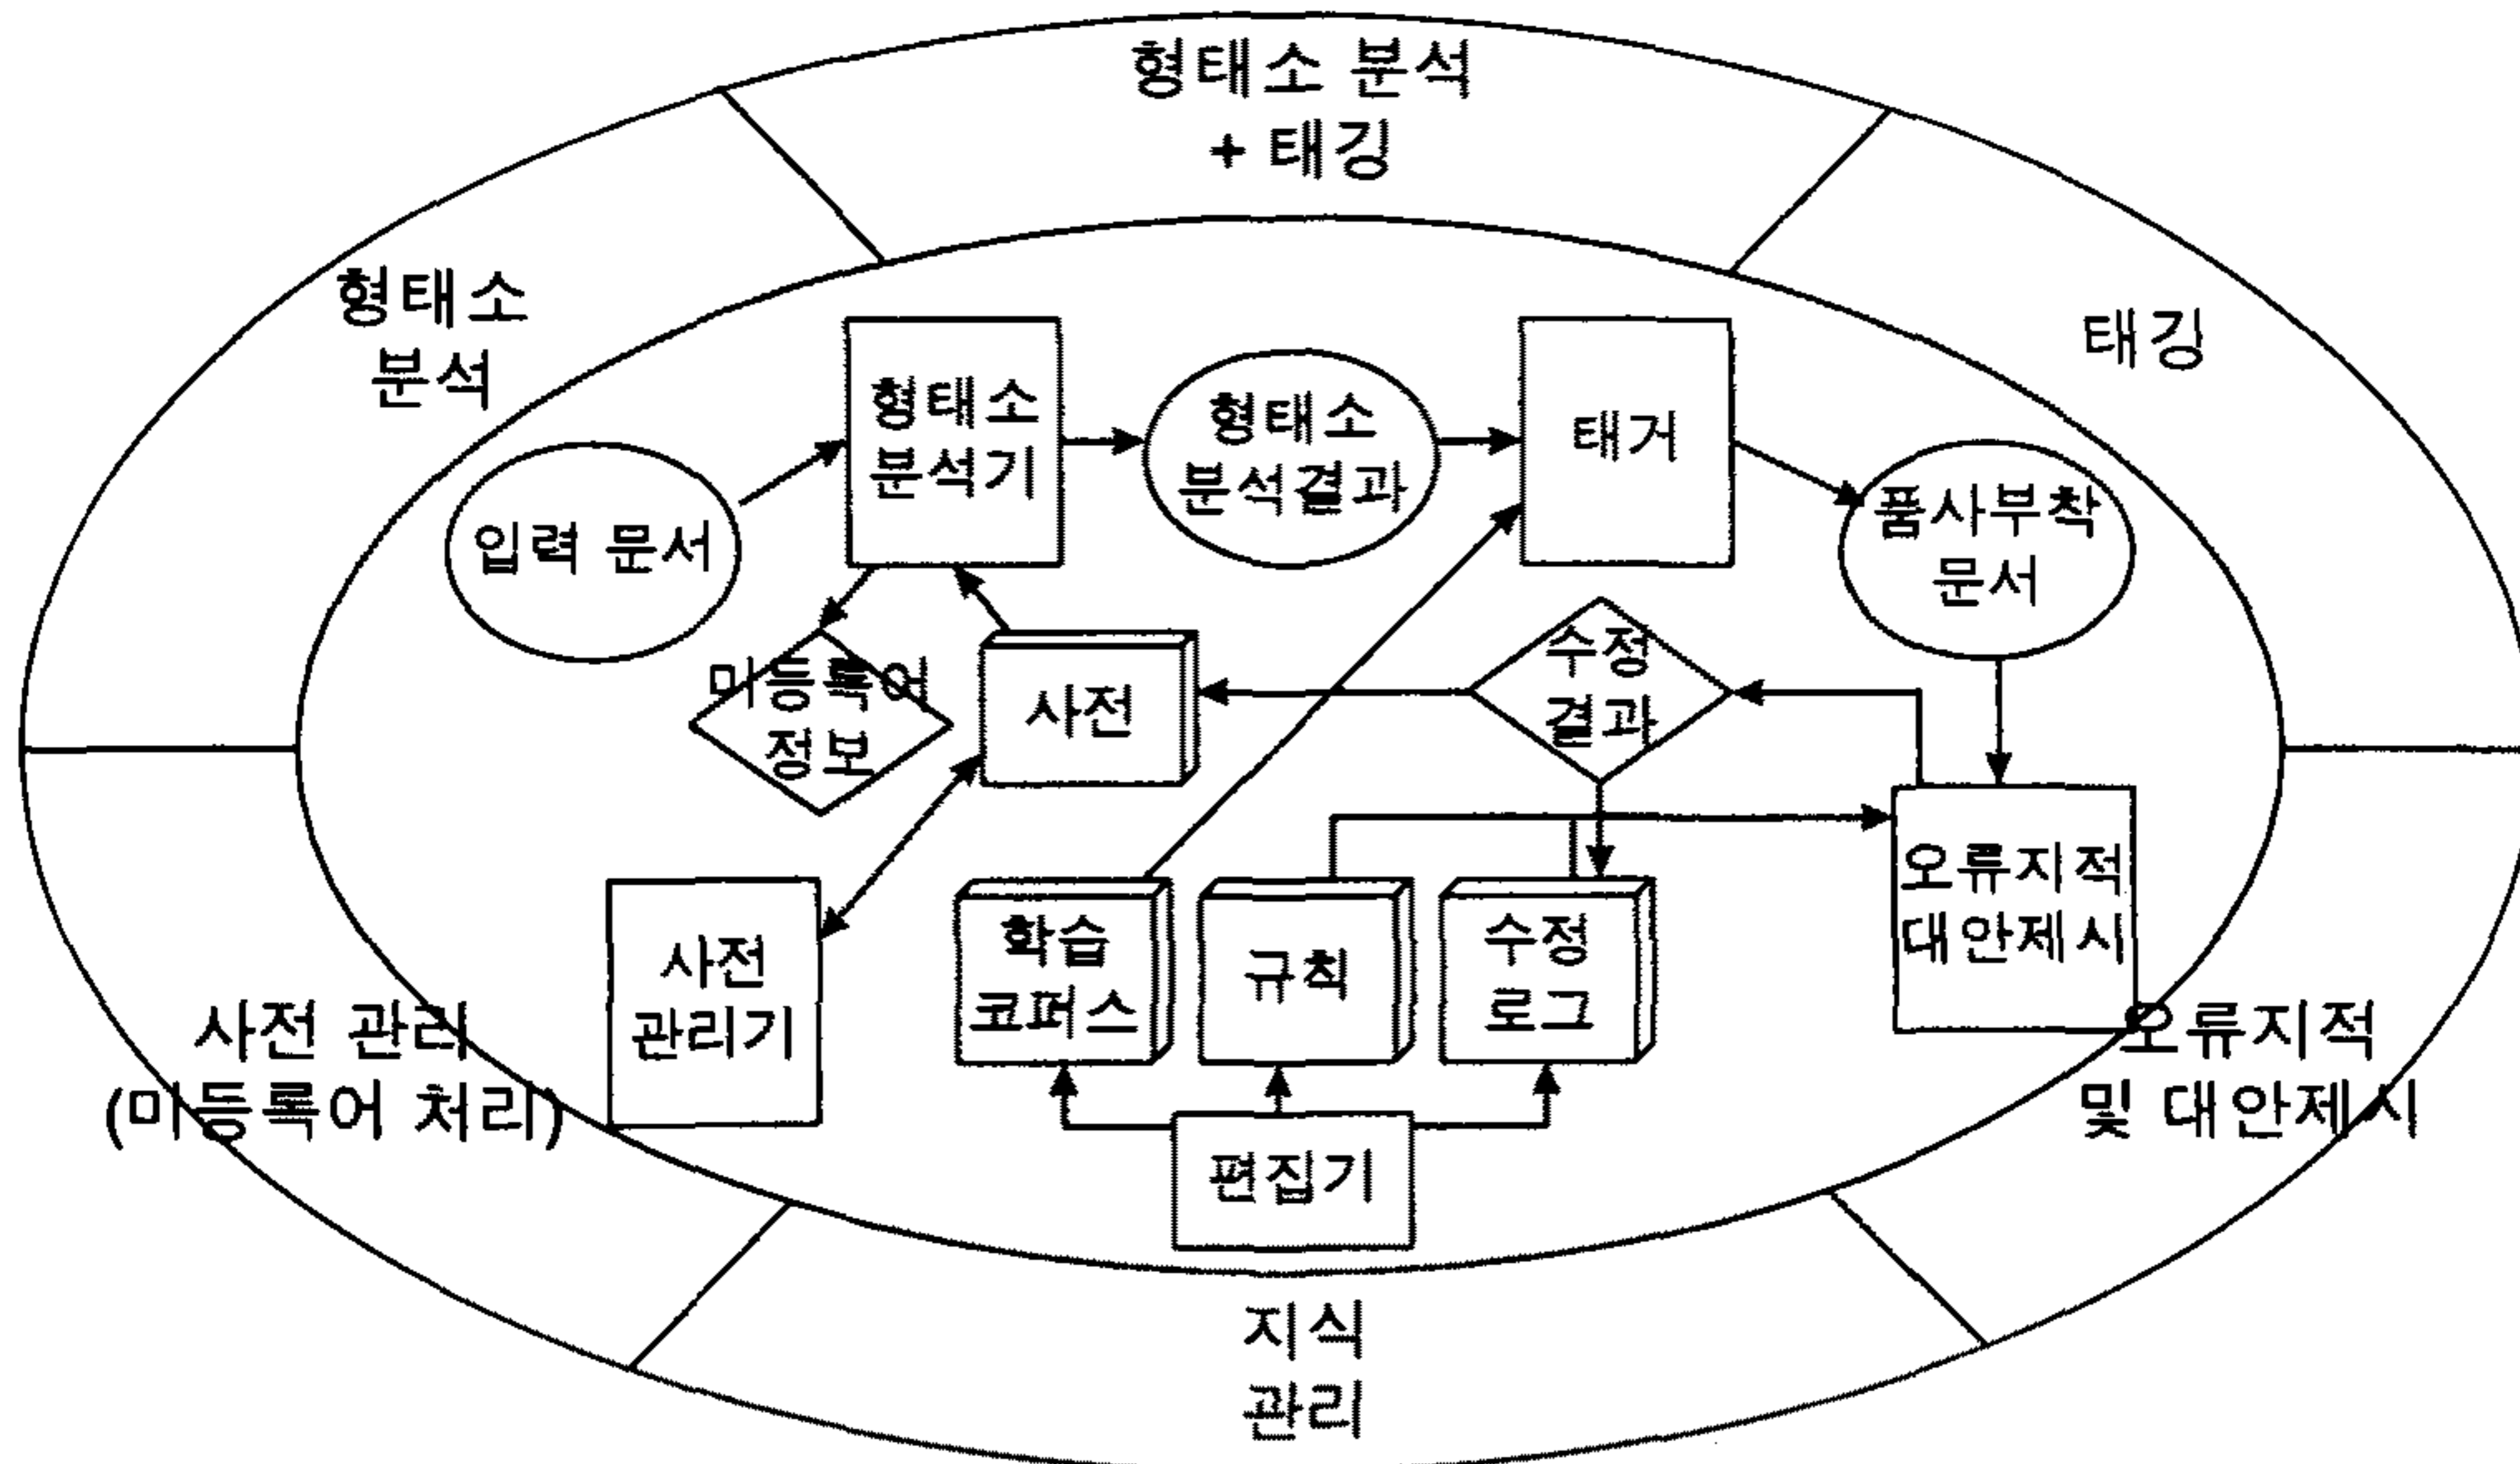 형태소 분석
+ 태깅
형태소
분석
태깅
형태소
분석기
형태소
분석결과
태거
입력 문서
품사부착
문서
미등록어
정보
사전
수정
결과
오류지적
대안제시
사전
관리기
학습
코퍼스
규칙
수정
로그
편집기
사전 관리
(미등록어 처리)
오류지적
및 대안제시
지식
관리